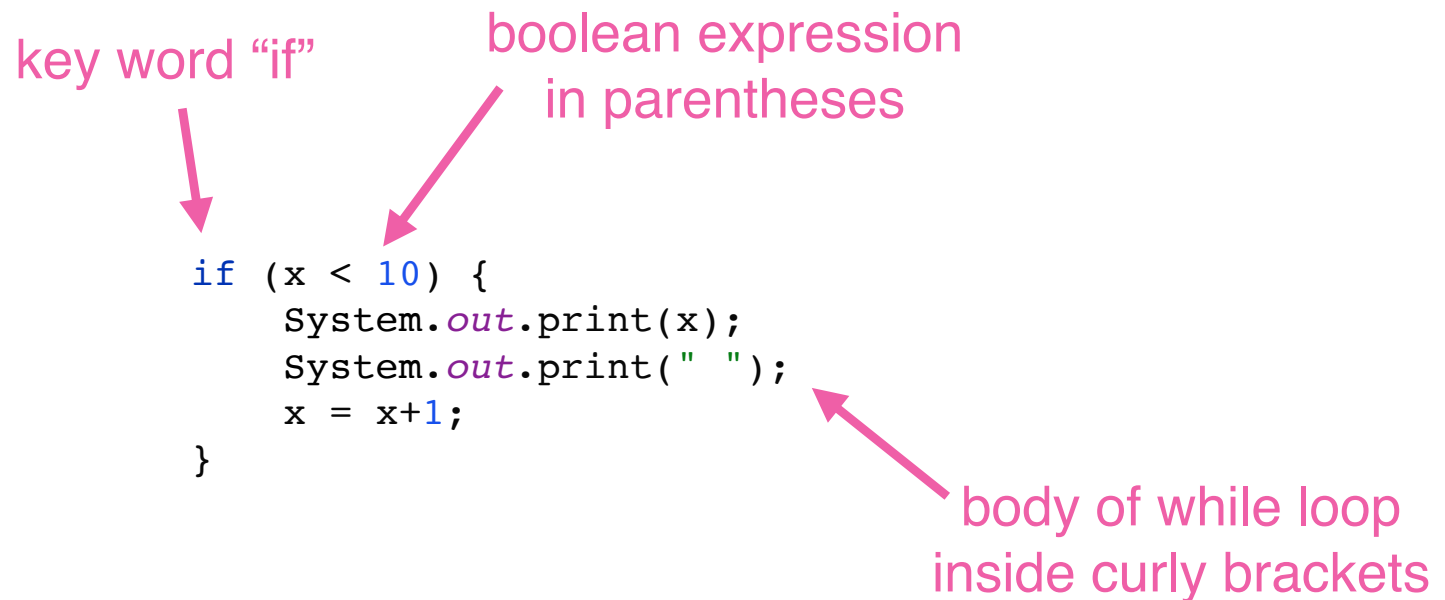 key word “if”
boolean expression
in parentheses
if (x < 10) {
    System.out.print(x);
    System.out.print(" ");
    x = x+1;
}
body of while loop
inside curly brackets